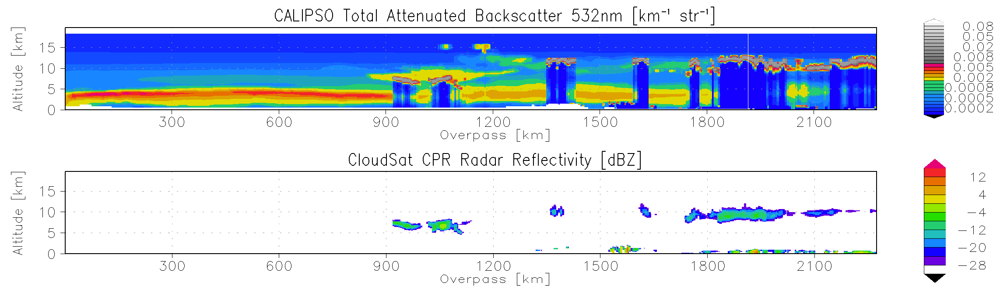 CALIPSO Total Attenuated Backscatter 532nm [km⁻¹ str⁻¹]
Altitude [km]
15
10
5
0
300 600 900 1200 1500 1800 2100
Overpass [km]
0.08
0.05
0.02
0.008
0.005
0.002
0.0008
0.0005
0.0002
CloudSat CPR Radar Reflectivity [dBZ]
Altitude [km]
15
10
5
0
300 600 900 1200 1500 1800 2100
Overpass [km]
12
4
−4
−12
−20
−28